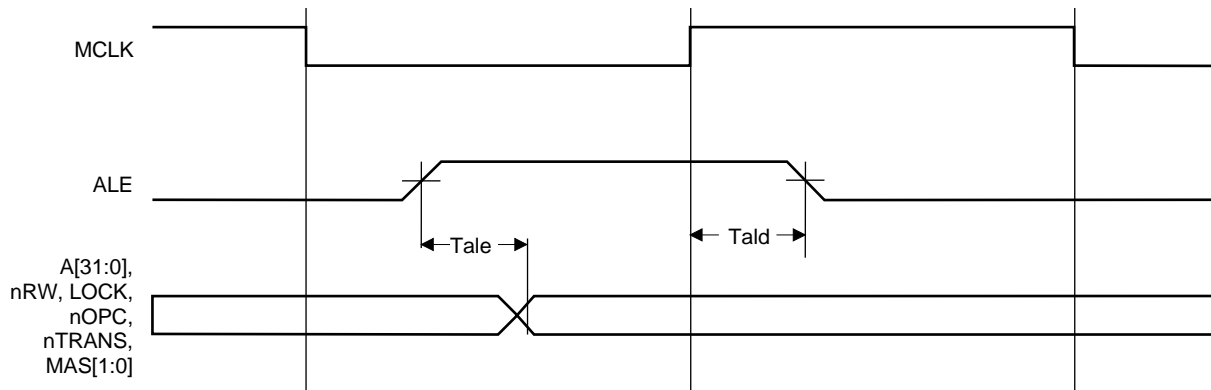 MCLK
ALE
Tale
Tald
A[31:0],
nRW, LOCK,
nOPC,
nTRANS,
MAS[1:0]